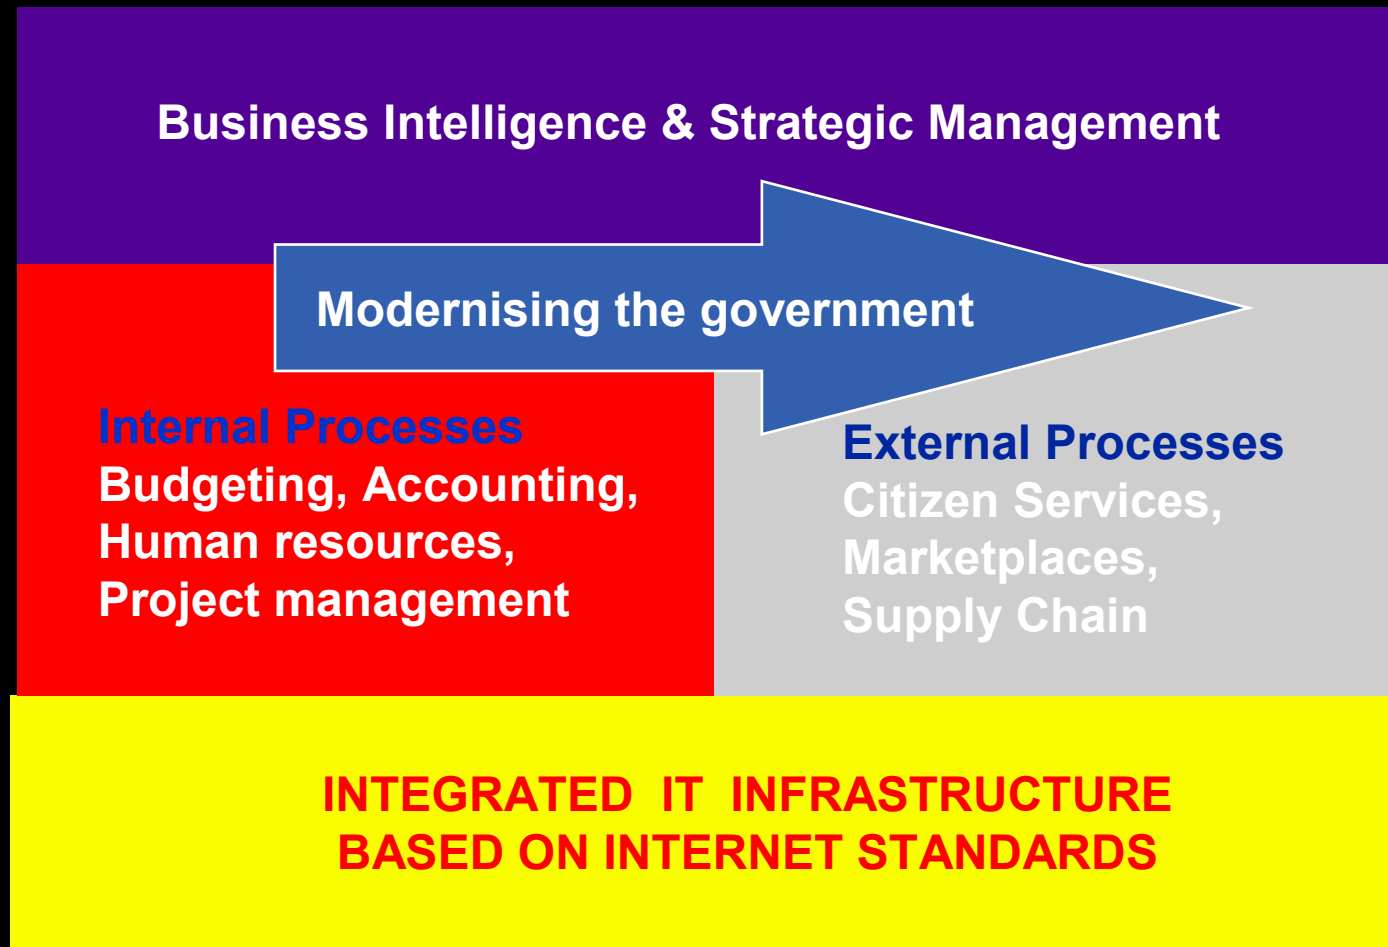 Business Intelligence & Strategic Management
Modernising the government
Internal Processes
Budgeting, Accounting,
Human resources,
Project management
External Processes
Citizen Services,
Marketplaces,
Supply Chain
INTEGRATED IT INFRASTRUCTURE
BASED ON INTERNET STANDARDS